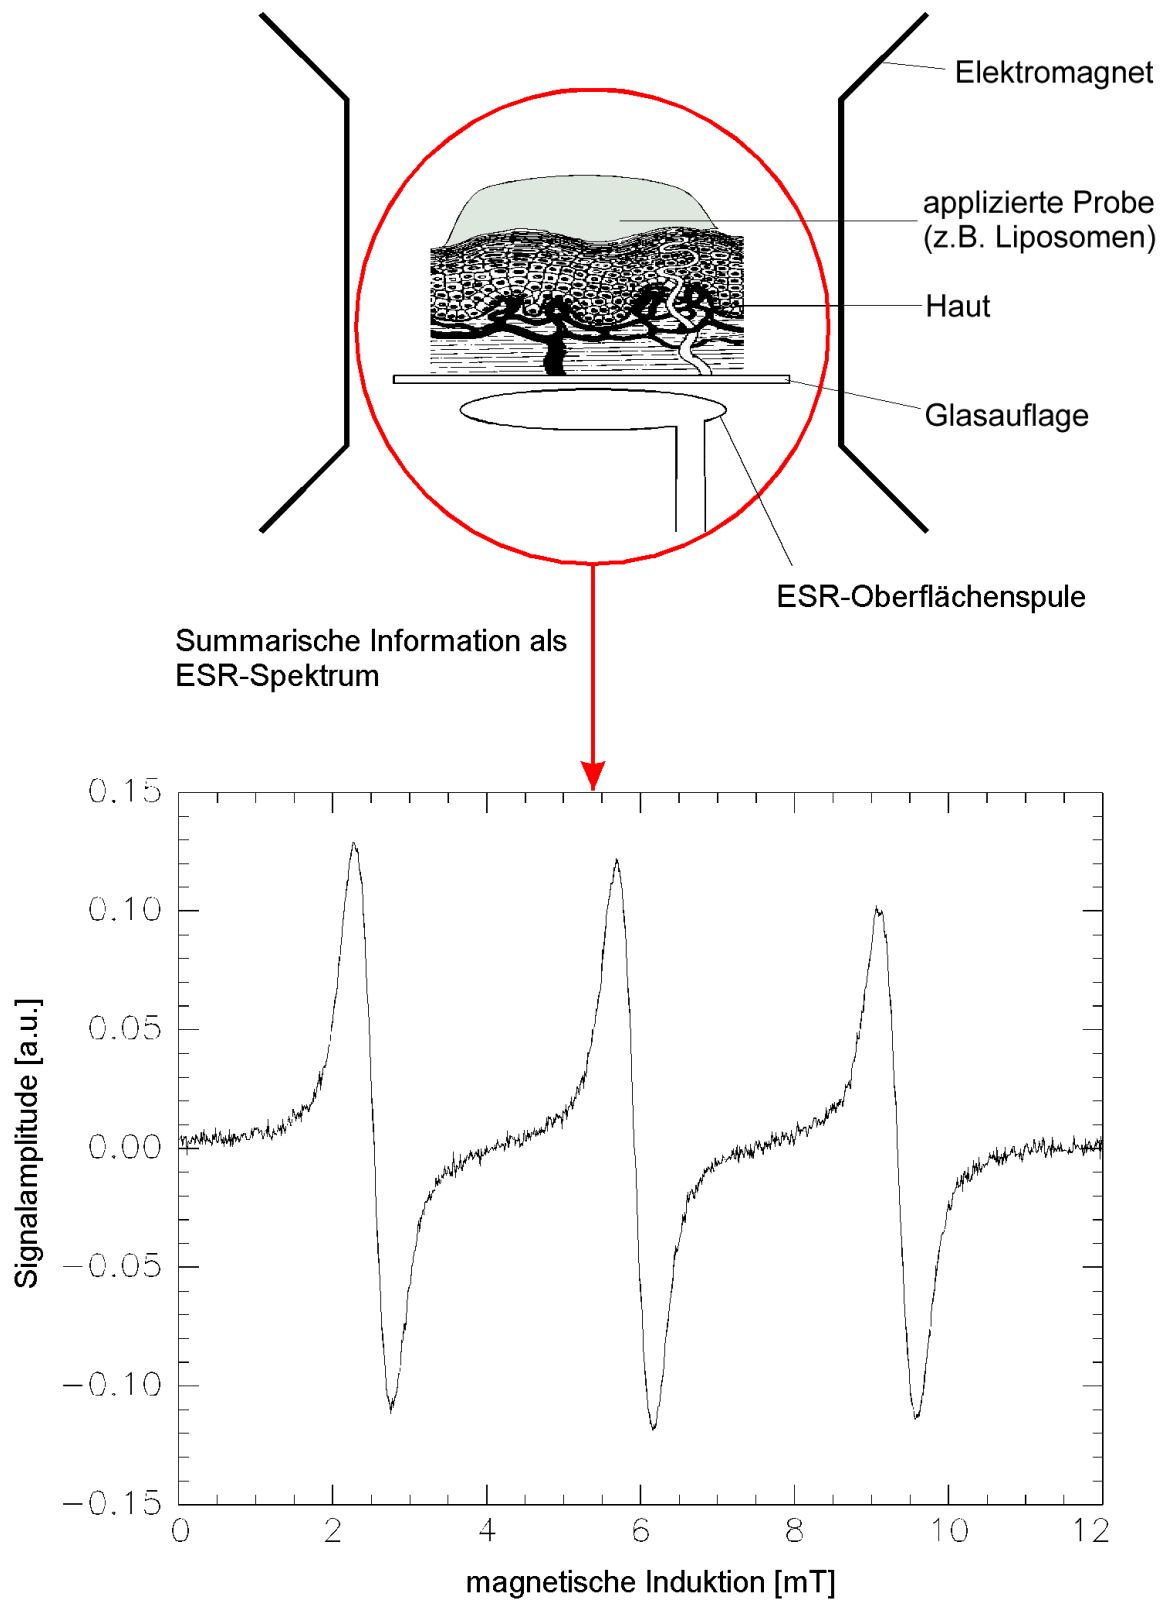 Elektromagnet
applizierte Probe
(z.B. Liposomen)
Haut
Glasauflage
ESR-Oberflächenspule
Summarische Information als
ESR-Spektrum
0.15
0.10
0.05
0.00
−0.05
−0.10
−0.15
Signalamplitude [a.u.]
0 2 4 6 8 10 12
magnetische Induktion [mT]